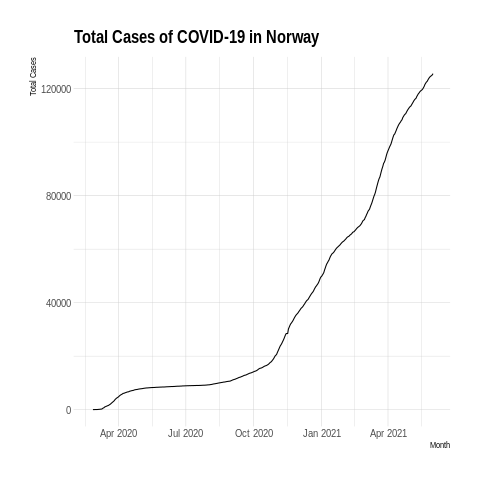 Total Cases of COVID-19 in Norway
Total Cases
120000
80000
40000
0
Apr 2020 Jul 2020 Oct 2020 Jan 2021 Apr 2021
Month